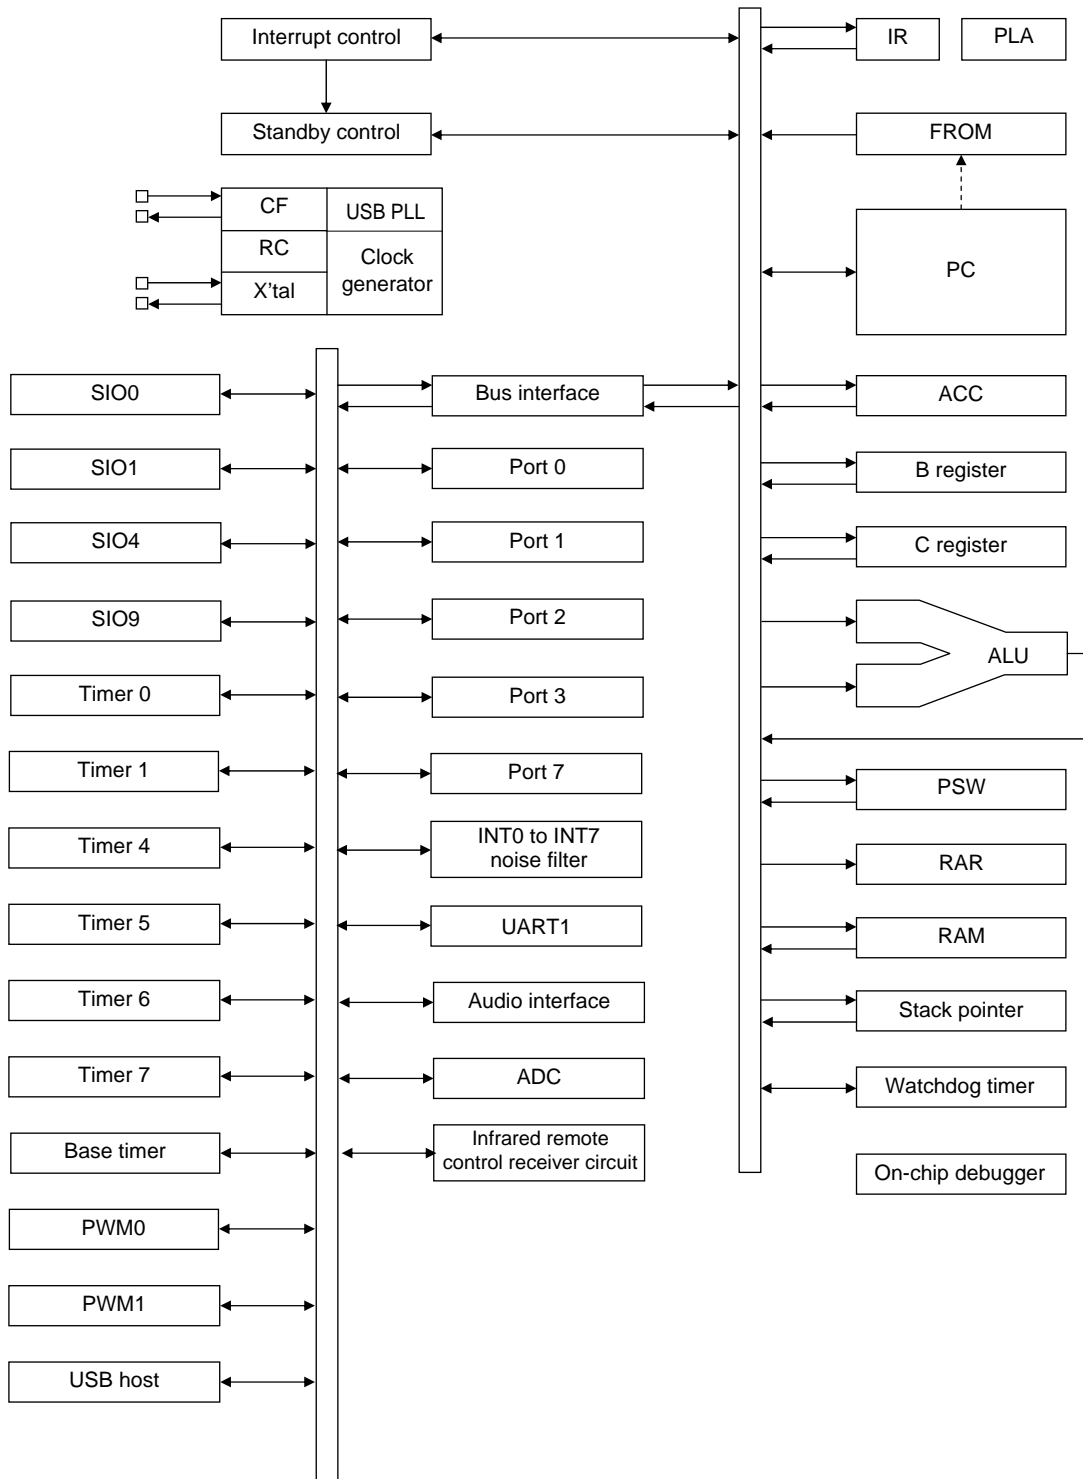 Interrupt control
IR
PLA
Standby control
FROM
CF
USB PLL
RC
Clock
generator
X'tal
PC
SIO0
Bus interface
ACC
SIO1
Port 0
B register
SIO4
Port 1
C register
SIO9
Port 2
ALU
Timer 0
Port 3
Timer 1
Port 7
PSW
Timer 4
INT0 to INT7
noise filter
RAR
Timer 5
UART1
RAM
Timer 6
Audio interface
Stack pointer
Timer 7
ADC
Watchdog timer
Base timer
Infrared remote
control receiver circuit
On-chip debugger
PWM0
PWM1
USB host